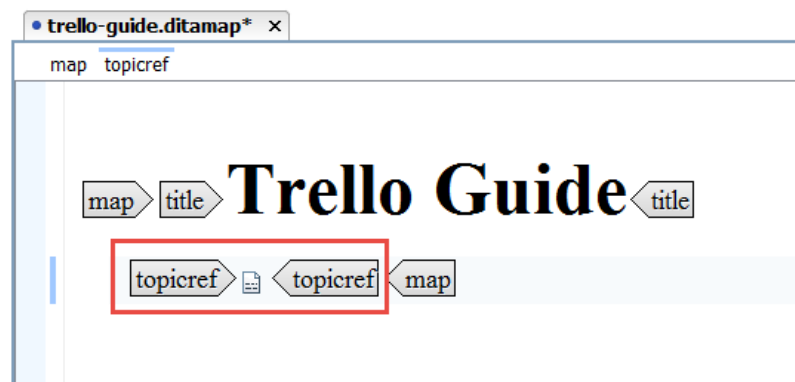 trello-guide.ditamap* ×
map topicref
map title Trello Guide title
topicref topicref map